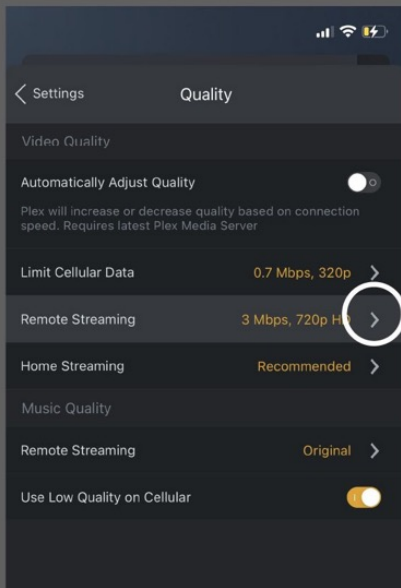 Settings
Quality
Video Quality
Automatically Adjust Quality
Plex will increase or decrease quality based on connection
speed. Requires latest Plex Media Server
Limit Cellular Data 0.7 Mbps, 320p
Remote Streaming 3 Mbps, 720p HD
Home Streaming Recommended
Music Quality
Remote Streaming Original
Use Low Quality on Cellular